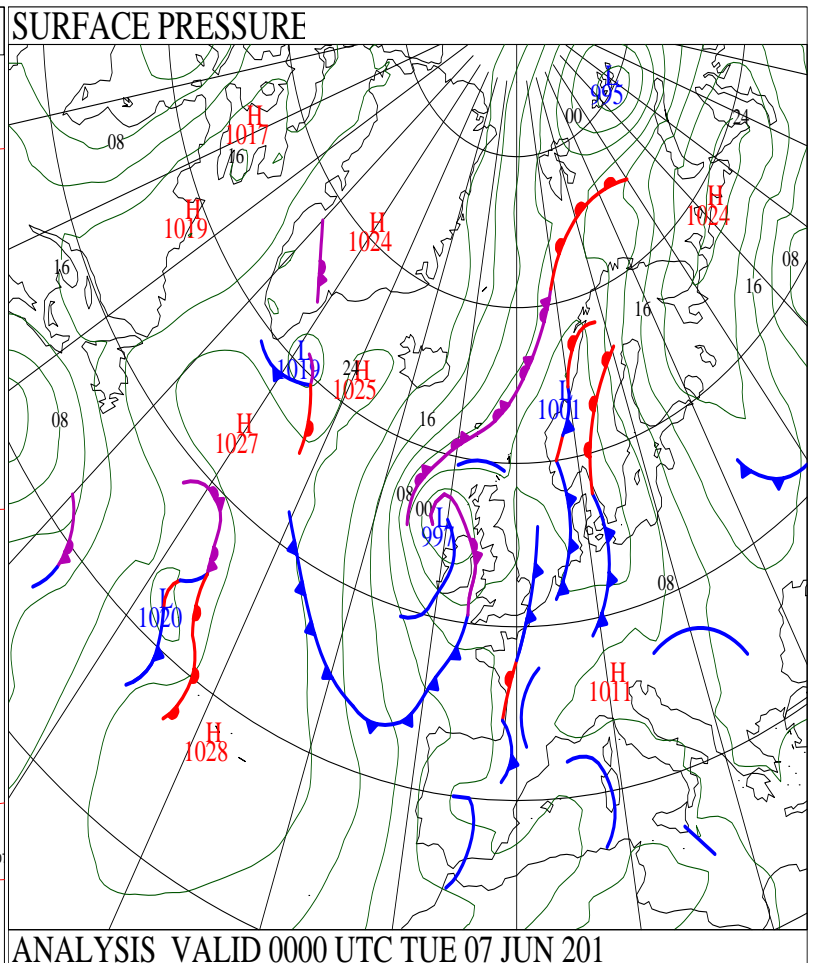 SURFACE PRESSURE
L
995
00
24
H
1017
08
16
H
1019
H
1024
H
1024
16
08
16
16
L
1019
24
H
1025
L
1001
08
H
1027
16
08
00
L
997
08
L
1020
H
1011
H
1028
ANALYSIS VALID 0000 UTC TUE 07 JUN 201